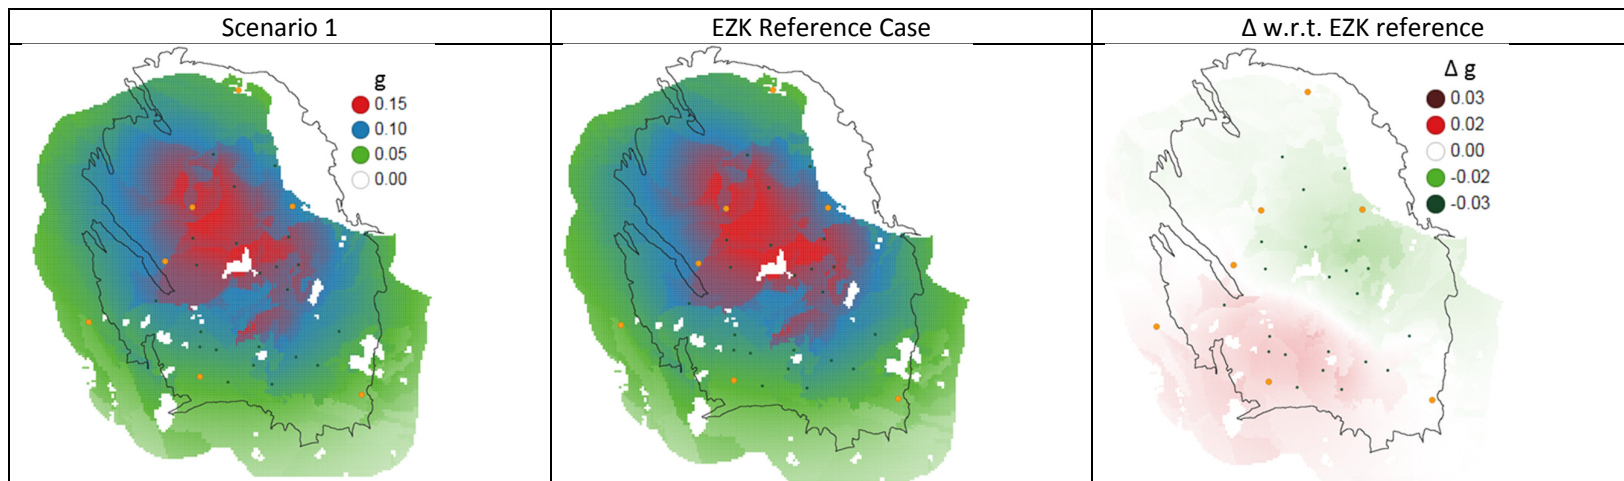 Scenario 1
EZK Reference Case
Δ w.r.t. EZK reference
g
0.15
0.10
0.05
0.00
Δ g
0.03
0.02
0.00
-0.02
-0.03